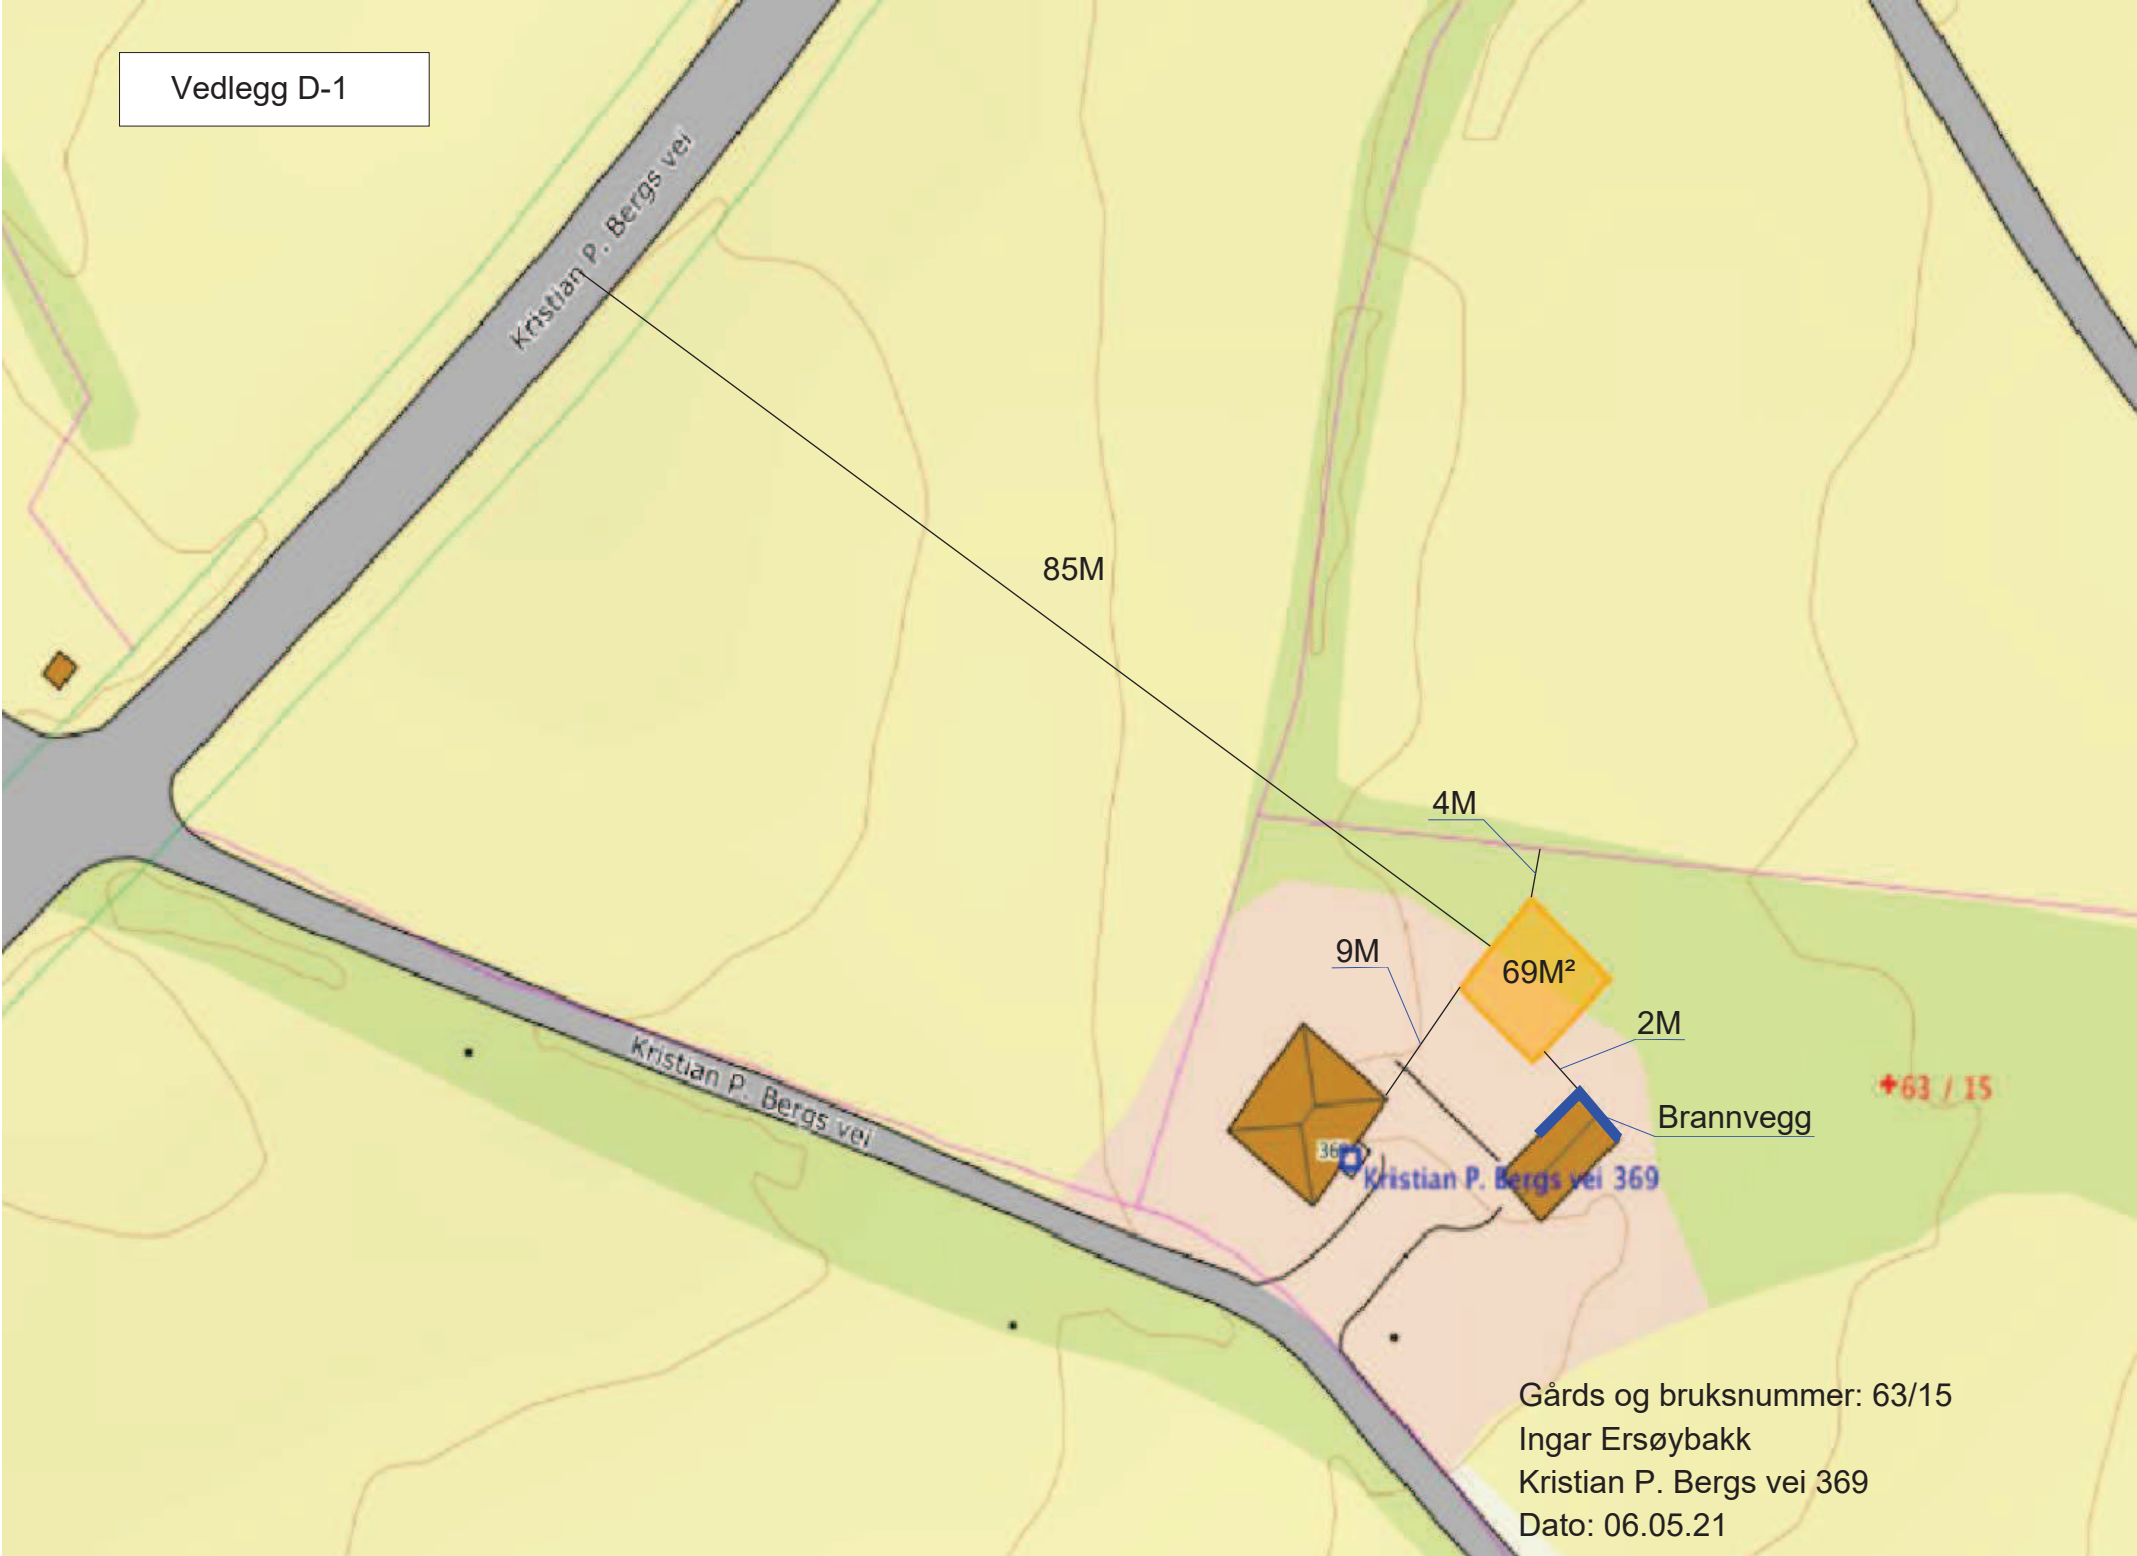 Vedlegg D-1
Kristian P. Bergs vei
85M
4M
9M
69M²
2M
Brannvegg
63 / 15
Kristian P. Bergs vei
Kristian P. Bergs vei 369
Gårds og bruksnummer: 63/15
Ingar Ersøybakk
Kristian P. Bergs vei 369
Dato: 06.05.21